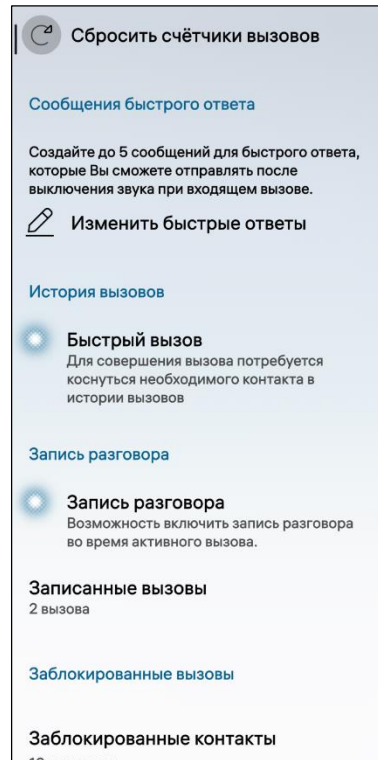 Сбросить счётчики вызовов
Сообщения быстрого ответа
Создайте до 5 сообщений для быстрого ответа,
которые Вы сможете отправлять после
выключения звука при входящем вызове.
Изменить быстрые ответы
История вызовов
Быстрый вызов
Для совершения вызова потребуется
коснуться необходимого контакта в
истории вызовов
Запись разговора
Запись разговора
Возможность включить запись разговора
во время активного вызова.
Записанные вызовы
2 вызова
Заблокированные вызовы
Заблокированные контакты